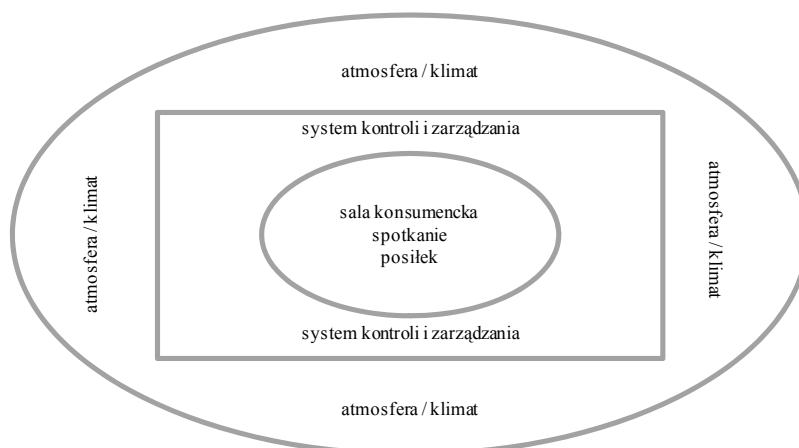 atmosfera / klimat
system kontroli i zarządzania
atmosfera / klimat
sala konsumencka
spotkanie
posiłek
atmosfera / klimat
system kontroli i zarządzania
atmosfera / klimat